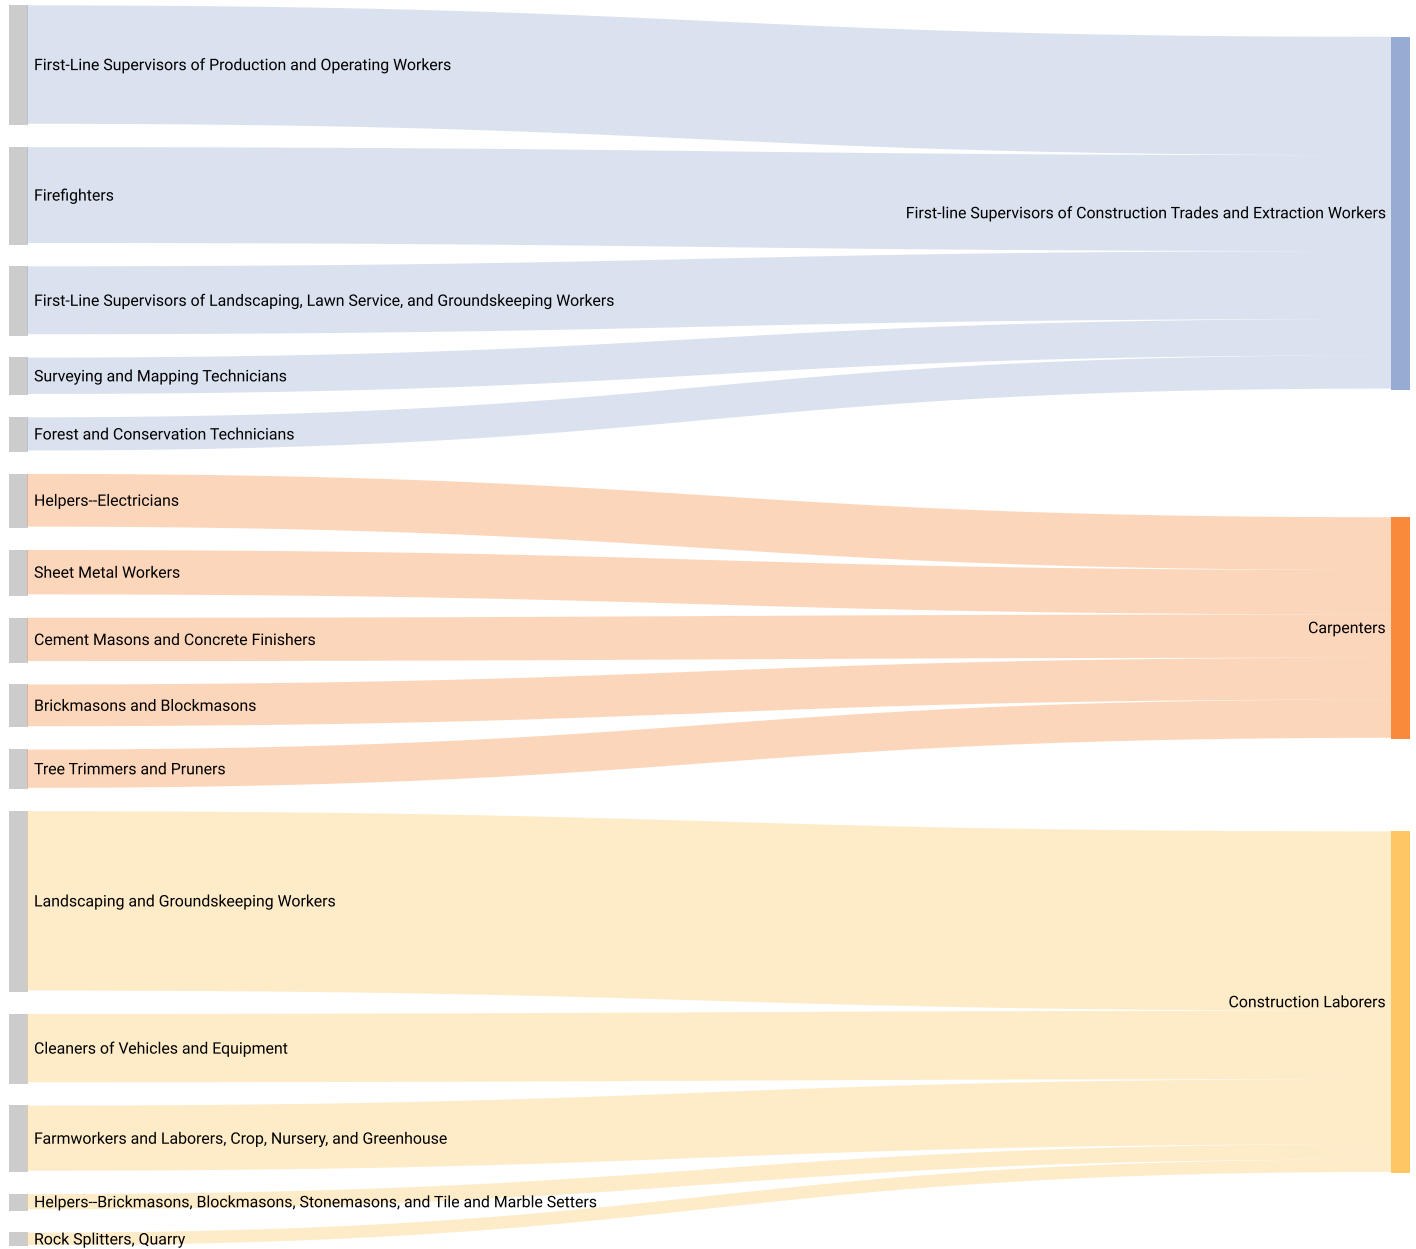 First-Line Supervisors of Production and Operating Workers
Firefighters
First-line Supervisors of Construction Trades and Extraction Workers
First-Line Supervisors of Landscaping, Lawn Service, and Groundskeeping Workers
Surveying and Mapping Technicians
Forest and Conservation Technicians
Helpers--Electricians
Sheet Metal Workers
Carpenters
Cement Masons and Concrete Finishers
Brickmasons and Blockmasons
Tree Trimmers and Pruners
Landscaping and Groundskeeping Workers
Construction Laborers
Cleaners of Vehicles and Equipment
Farmworkers and Laborers, Crop, Nursery, and Greenhouse
Helpers--Brickmasons, Blockmasons, Stonemasons, and Tile and Marble Setters
Rock Splitters, Quarry